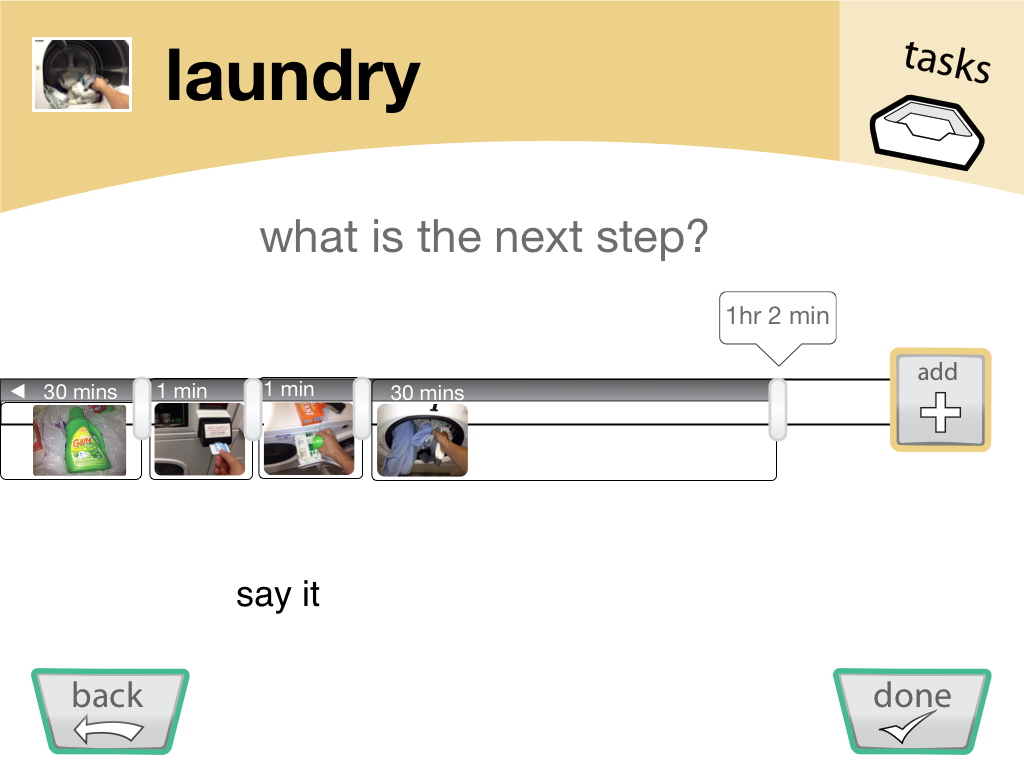 laundry
tasks
what is the next step?
1hr 2 min
30 mins
1 min
1 min
30 mins
add
GAIN
say it
back
done